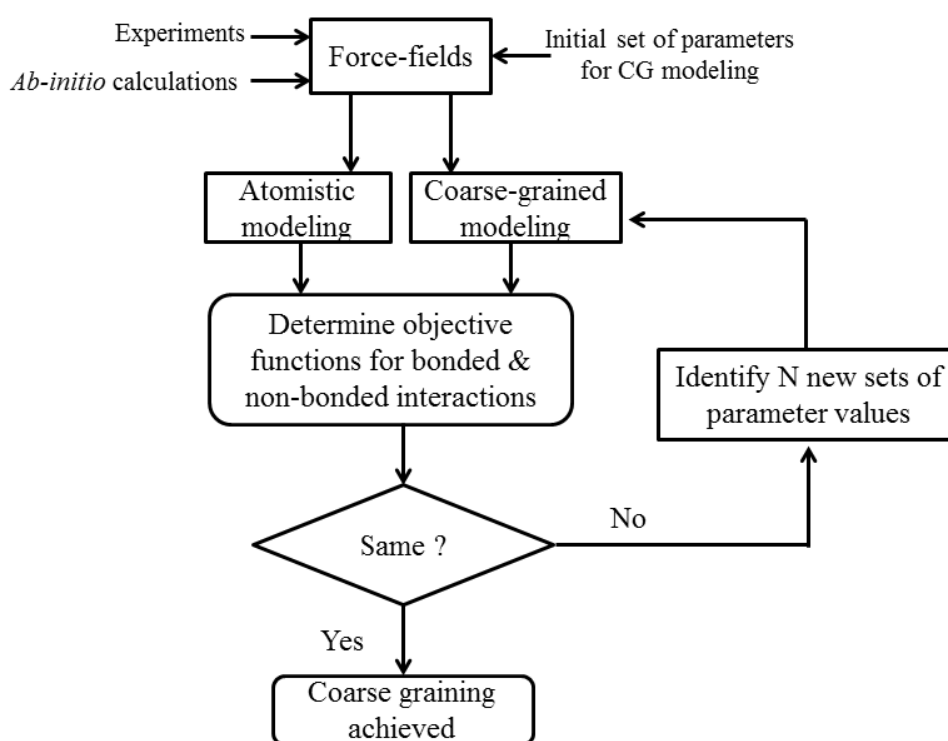 Experiments
Ab-initio calculations
Force-fields
Initial set of parameters
for CG modeling
Atomistic
modeling
Coarse-grained
modeling
Determine objective
functions for bonded &
non-bonded interactions
Identify N new sets of
parameter values
Same ?
No
Yes
Coarse graining
achieved